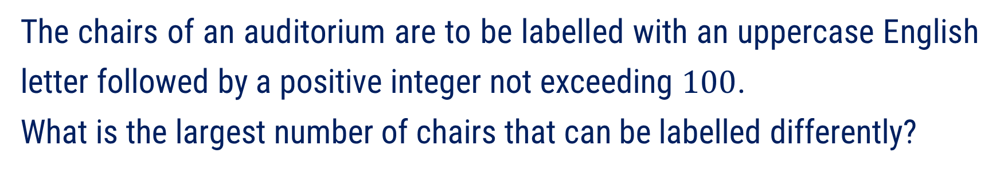 The chairs of an auditorium are to be labelled with an uppercase English
letter followed by a positive integer not exceeding 100.
What is the largest number of chairs that can be labelled differently?